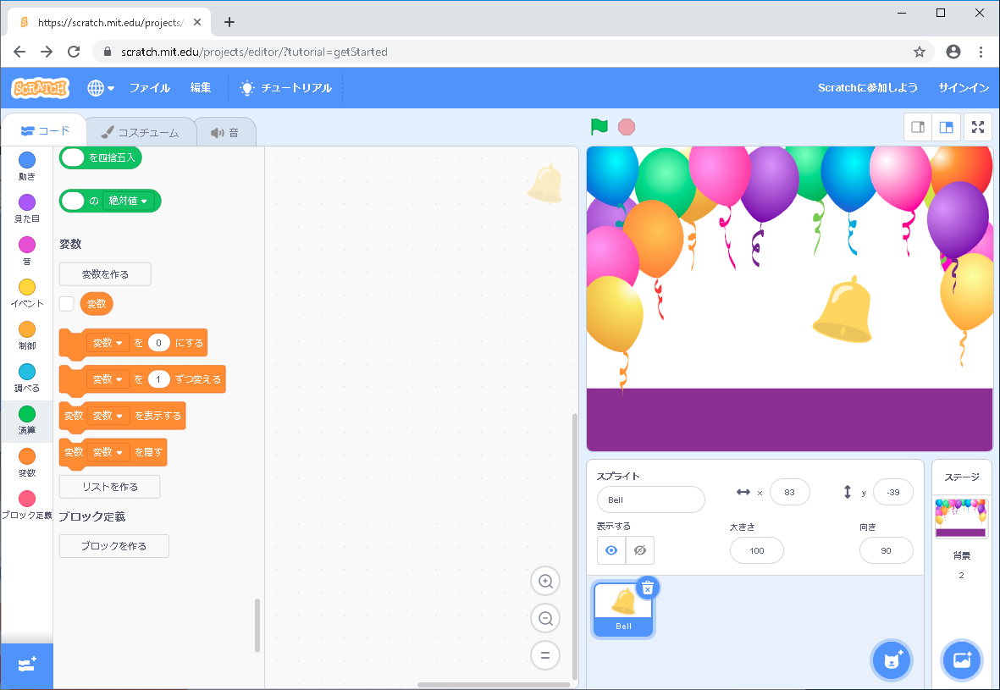 https://scratch.mit.edu/projects/
scratch.mit.edu/projects/editor/?tutorial=getStarted
SCRATCH
ファイル
編集
チュートリアル
Scratchに参加しよう
サインイン
コード
コスチューム
音
動き
見た目
音
イベント
制御
調べる
演算
変数
ブロック定義
を四捨五入
の 絶対値
変数
変数を作る
変数
変数 を 0 にする
変数 を 1 ずつ変える
変数 変数 を表示する
変数 変数 を隠す
リストを作る
ブロック定義
ブロックを作る
スプライト
Bell
x 83
y -39
表示する
大きさ
100
向き
90
Bell
ステージ
背景
2